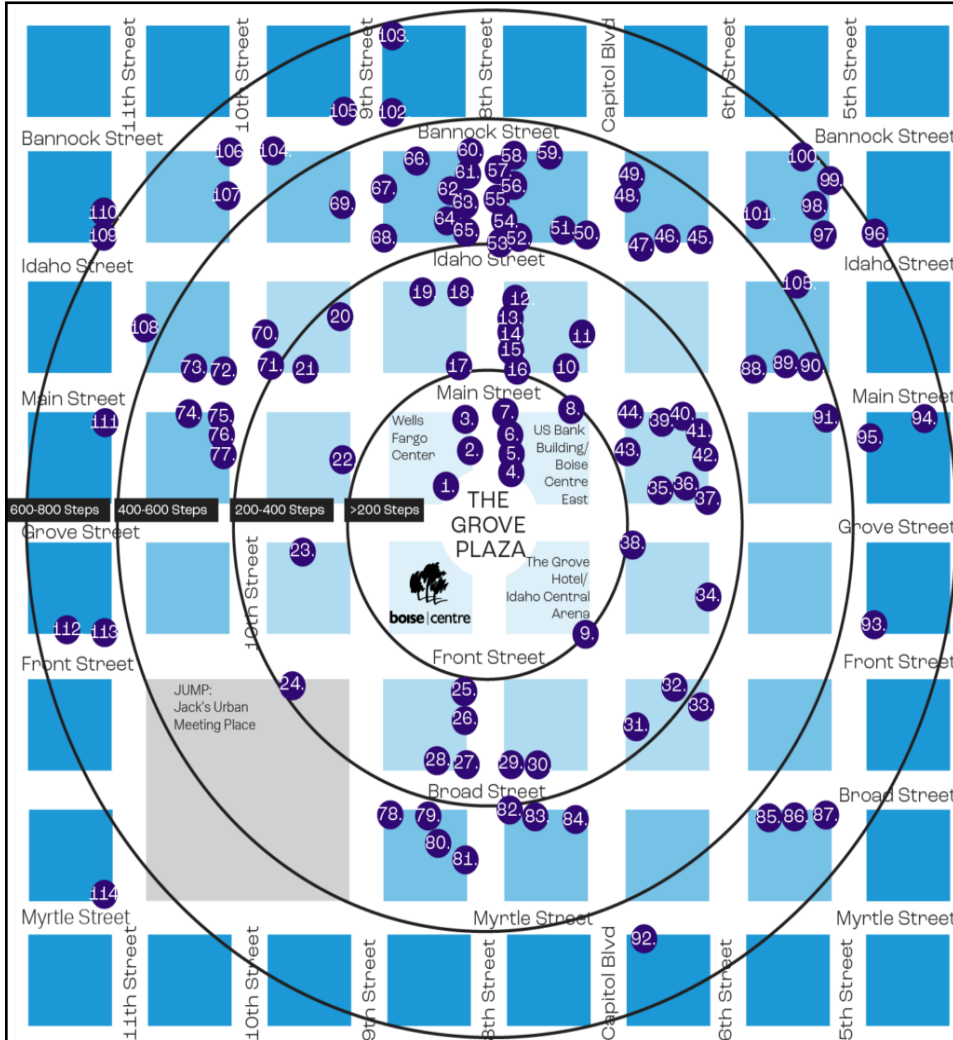 11th Street
10th Street
9th Street
8th Street
Capitol Blvd
6th Street
5th Street
103.
105.
102.
Bannock Street
Bannock Street
Bannock Street
106
104.
66.
60
58.
59.
100.
61.
57.
49.
99.
107
67.
62.
56.
48.
98.
69.
63.
55.
101.
110.
64.
54.
51.
109
68.
65.
53.
52.
50.
47.
46.
45.
97
96.
Idaho Street
Idaho Street
Idaho Street
19
18.
12.
105.
20
13.
108
70.
14
11
15
73.
72.
71.
21
17.
16
10
88.
89.
90.
Main Street
Main Street
Main Street
74.
75.
3.
7.
8.
44.
39.
40.
91.
94.
111
76.
Wells
Fargo
Center
6.
US Bank
Building/
Boise
Centre
East
41.
95.
77.
22
2.
5.
43.
42.
1.
4.
35.
36.
37.
600-800 Steps
400-600 Steps
200-400 Steps
>200 Steps
THE
GROVE
PLAZA
Grove Street
Grove Street
23.
38.
10th Street
boise|centre
The Grove
Hotel/
Idaho Central
Arena
34.
112
113
9.
93.
Front Street
Front Street
Front Street
JUMP:
Jack's Urban
Meeting Place
24.
25.
32.
26.
31.
33.
28.
27.
29.
30
Broad Street
Broad Street
78.
79.
82.
83.
84.
85.
86.
87.
80.
81.
114
Myrtle Street
Myrtle Street
Myrtle Street
92.
11th Street
10th Street
9th Street
8th Street
Capitol Blvd
6th Street
5th Street